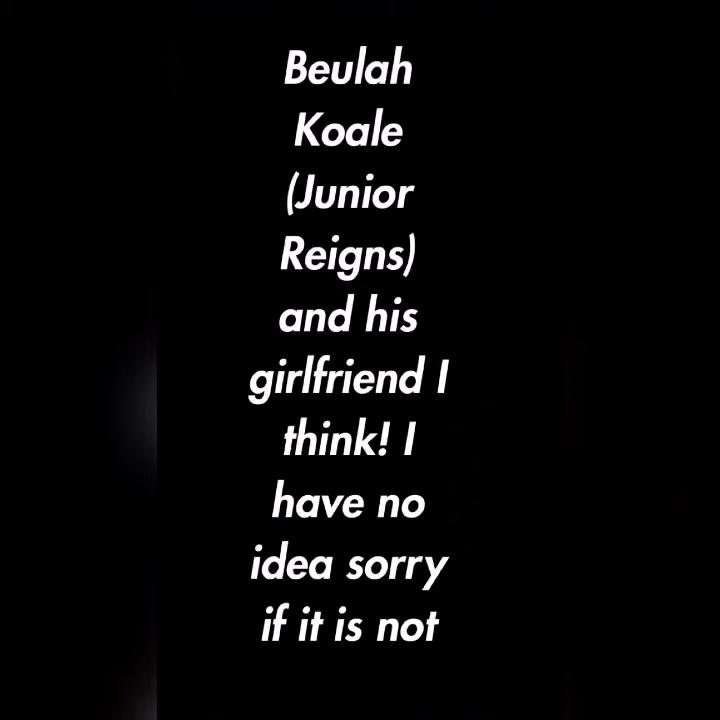 Beulah
Koale
(Junior
Reigns)
and his
girlfriend I
think! I
have no
idea sorry
if it is not